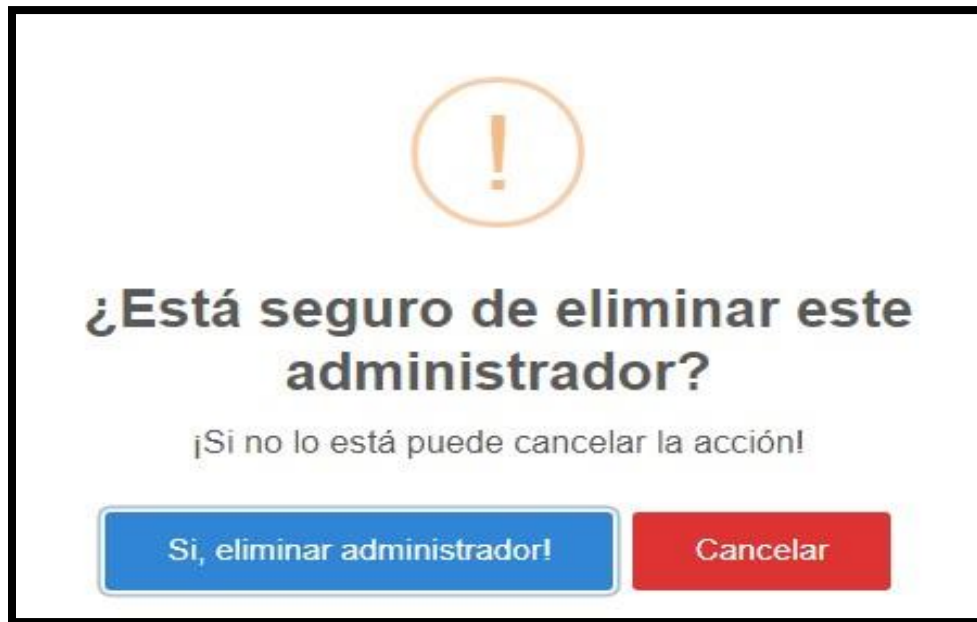 !
¿Está seguro de eliminar este
administrador?
¡Si no lo está puede cancelar la acción!
Si, eliminar administrador!
Cancelar